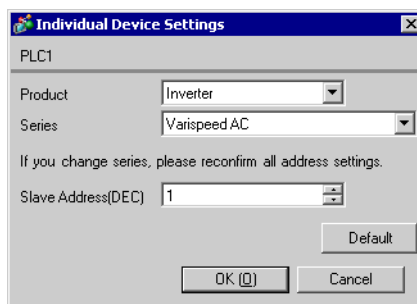 Individual Device Settings
PLC1
Product Inverter
Series Varispeed AC
If you change series, please reconfirm all address settings.
Slave Address(DEC) 1
Default
OK (O) Cancel